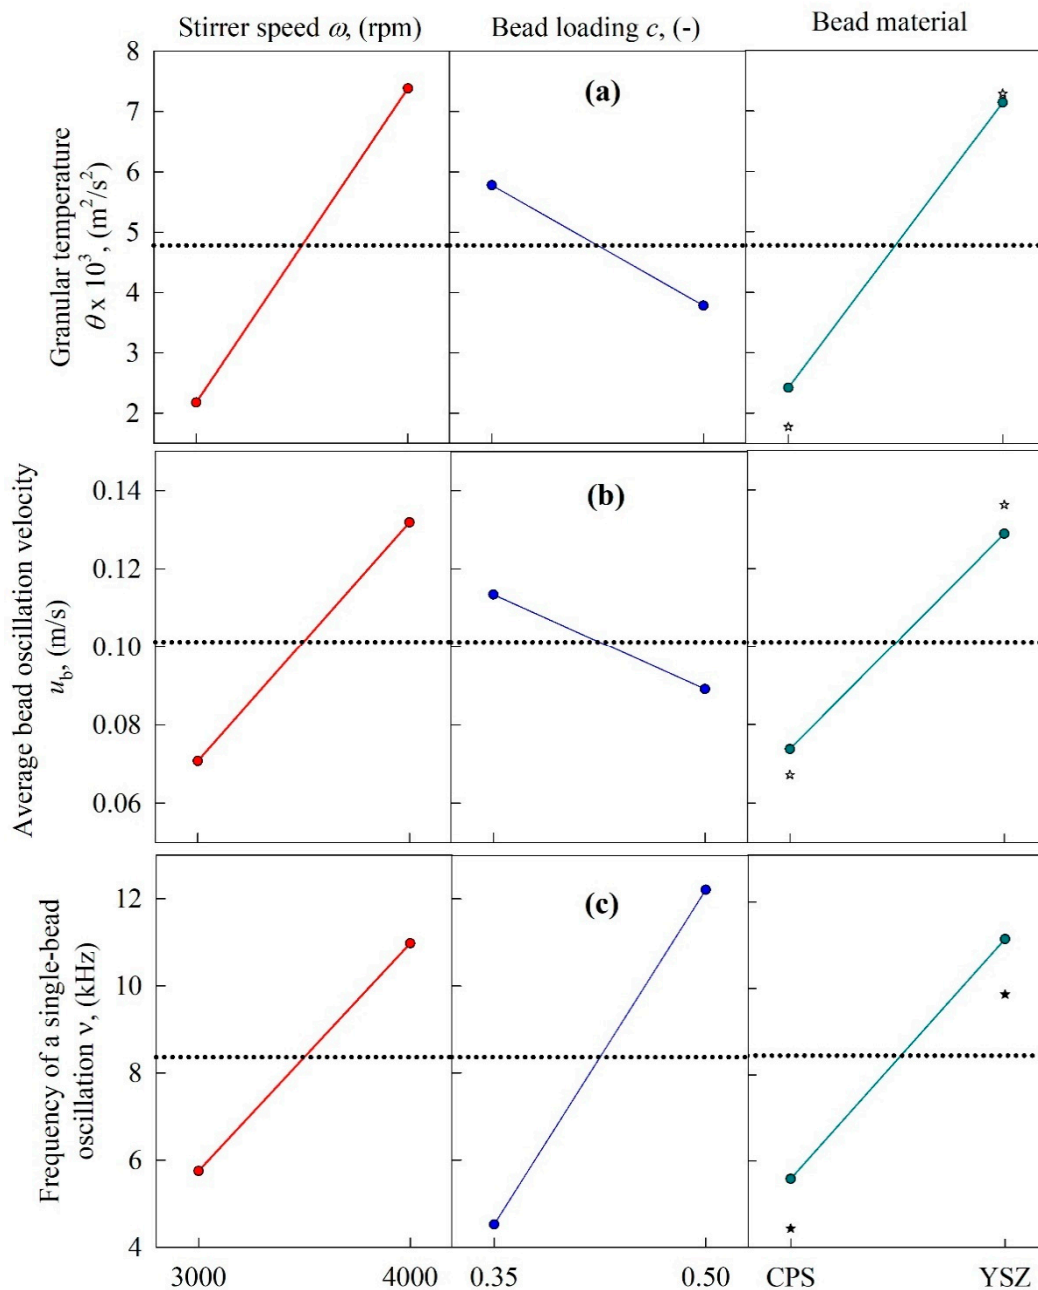 Stirrer speed ω, (rpm)
Bead loading c, (-)
Bead material
(a)
Granular temperature
θ x 10³, (m²/s²)
8
7
6
5
4
3
2
(b)
Average bead oscillation velocity
u_b, (m/s)
0.14
0.12
0.10
0.08
0.06
(c)
Frequency of a single-bead
oscillation ν, (kHz)
12
10
8
6
4
3000
4000
0.35
0.50
CPS
YSZ